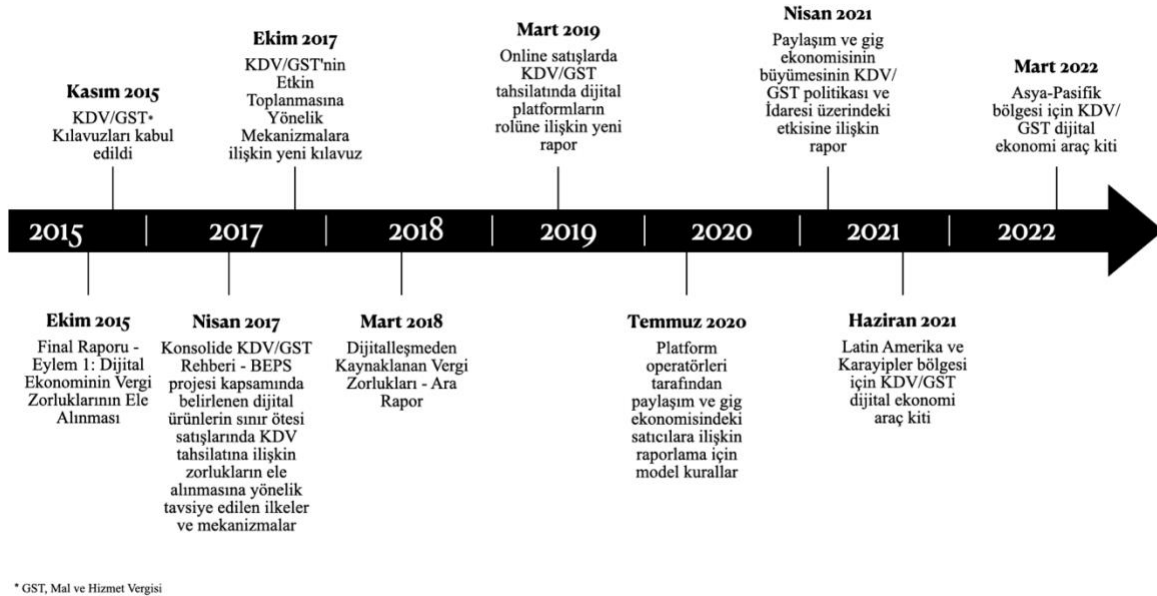 Kasım 2015
KDV/GST*
Kılavuzları kabul
edildi
Ekim 2017
KDV/GST'nin
Etkin
Toplanmasına
Yönelik
Mekanizmalara
ilişkin yeni kılavuz
Mart 2019
Online satışlarda
KDV/GST
tahsilatında dijital
platformların
rolüne ilişkin yeni
rapor
Nisan 2021
Paylaşım ve gig
ekonomisinin
büyümesinin KDV/
GST politikası ve
İdaresi üzerindeki
etkisine ilişkin
rapor
Mart 2022
Asya-Pasifik
bölgesi için KDV/
GST dijital
ekonomi araç kiti
2015 2017 2018 2019 2020 2021 2022
Ekim 2015
Final Raporu -
Eylem 1: Dijital
Ekonominin Vergi
Zorluklarının Ele
Alınması
Nisan 2017
Konsolide KDV/GST
Rehberi - BEPS
projesi kapsamında
belirlenen dijital
ürünlerin sınır ötesi
satışlarında KDV
tahsilatına ilişkin
zorlukların ele
alınmasına yönelik
tavsiye edilen ilkeler
ve mekanizmalar
Mart 2018
Dijitalleşmeden
Kaynaklanan Vergi
Zorlukları - Ara
Rapor
Temmuz 2020
Platform
operatörleri
tarafından
paylaşım ve gig
ekonomisindeki
satıcılara ilişkin
raporlama için
model kurallar
Haziran 2021
Latin Amerika ve
Karayipler bölgesi
için KDV/GST
dijital ekonomi
araç kiti
* GST, Mal ve Hizmet Vergisi